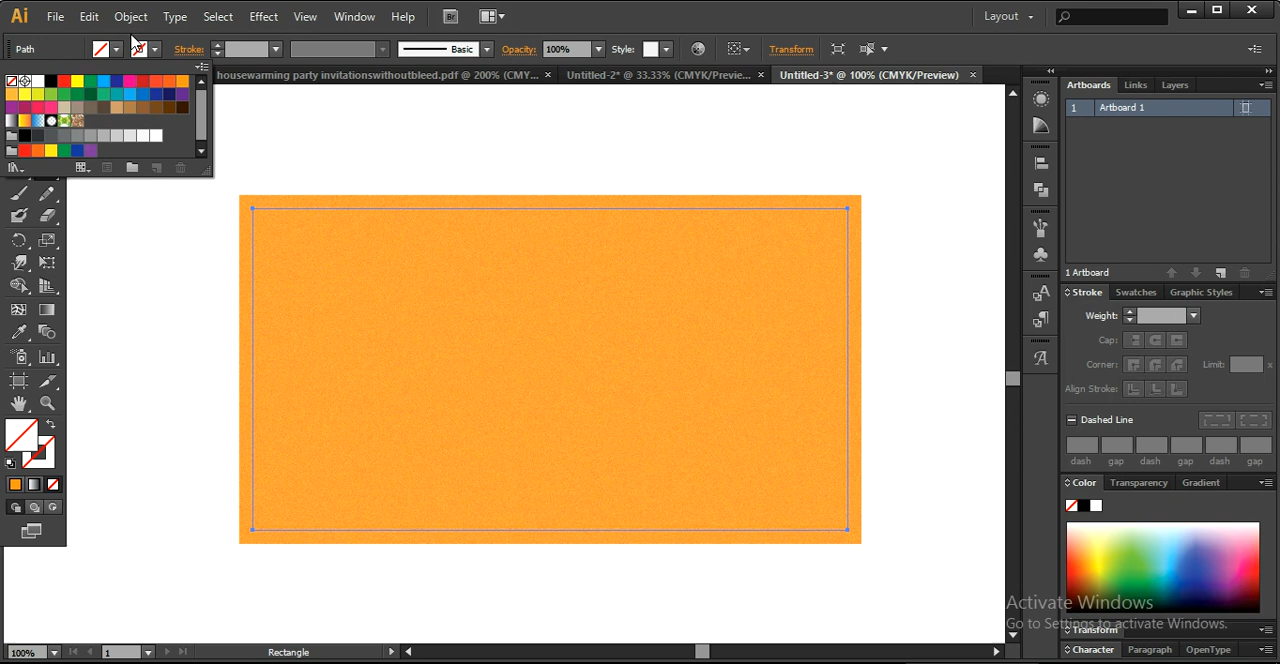 Ai File Edit Object Type Select Effect View Window Help Br Layout
Path Stroke: Basic Opacity: 100% Style: Transform
housewarming party invitationswithoutbleed.pdf @ 200% (CMY... × Untitled-2* @ 33.33% (CMYK/Previe... × Untitled-3* @ 100% (CMYK/Preview) ×
Artboards Links Layers
1 Artboard 1
1 Artboard
Stroke Swatches Graphic Styles
Weight:
Cap:
Corner: Limit: x
Align Stroke:
Dashed Line
dash gap dash gap dash gap
Color Transparency Gradient
Activate Windows
Go to Settings to activate Windows.
Transform
Character Paragraph OpenType
100% 1 Rectangle